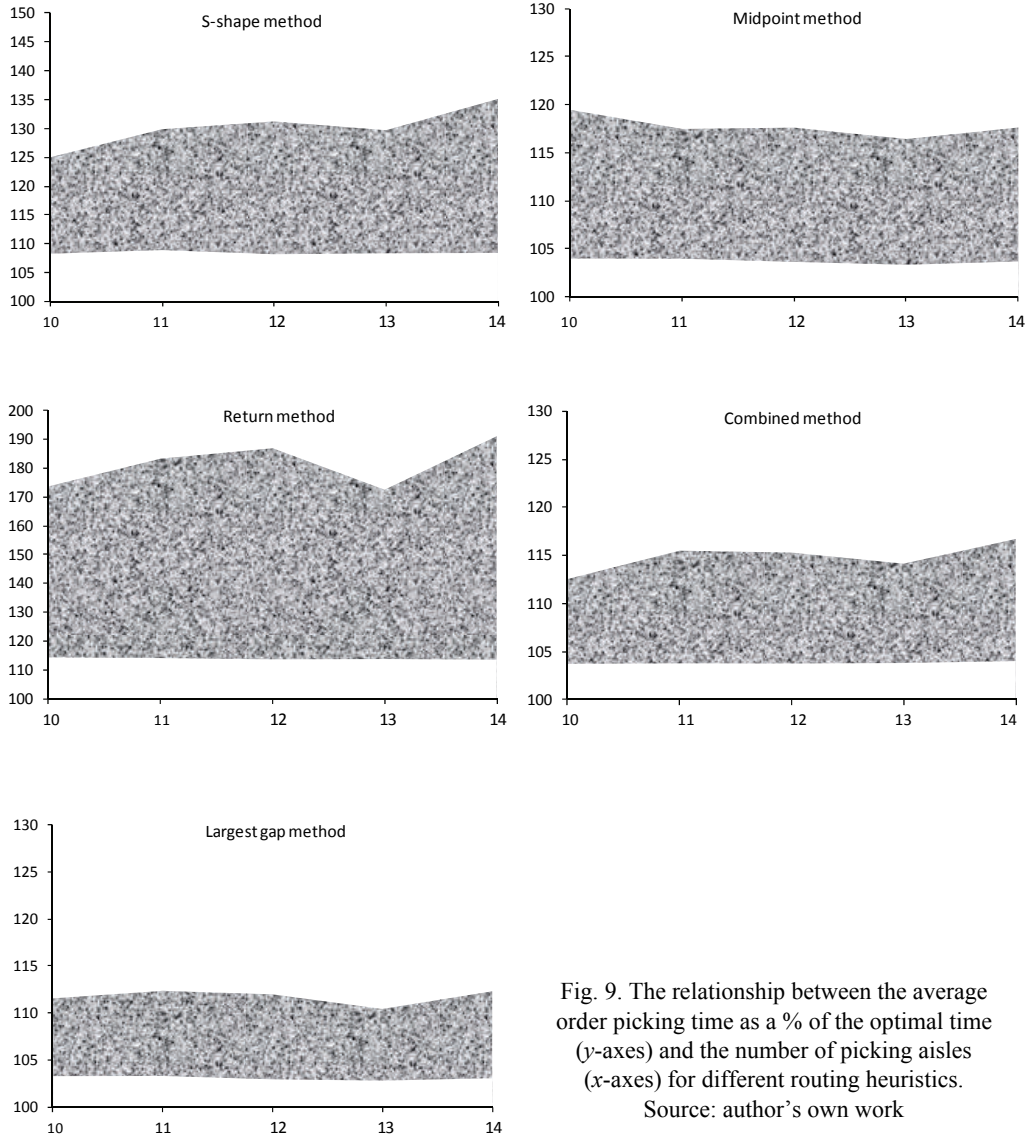 S-shape method
150
145
140
135
130
125
120
115
110
105
100
10 11 12 13 14
Midpoint method
130
125
120
115
110
105
100
10 11 12 13 14
Return method
200
190
180
170
160
150
140
130
120
110
100
10 11 12 13 14
Combined method
130
125
120
115
110
105
100
10 11 12 13 14
Largest gap method
130
125
120
115
110
105
100
10 11 12 13 14
Fig. 9. The relationship between the average
order picking time as a % of the optimal time
(y-axes) and the number of picking aisles
(x-axes) for different routing heuristics.
Source: author’s own work